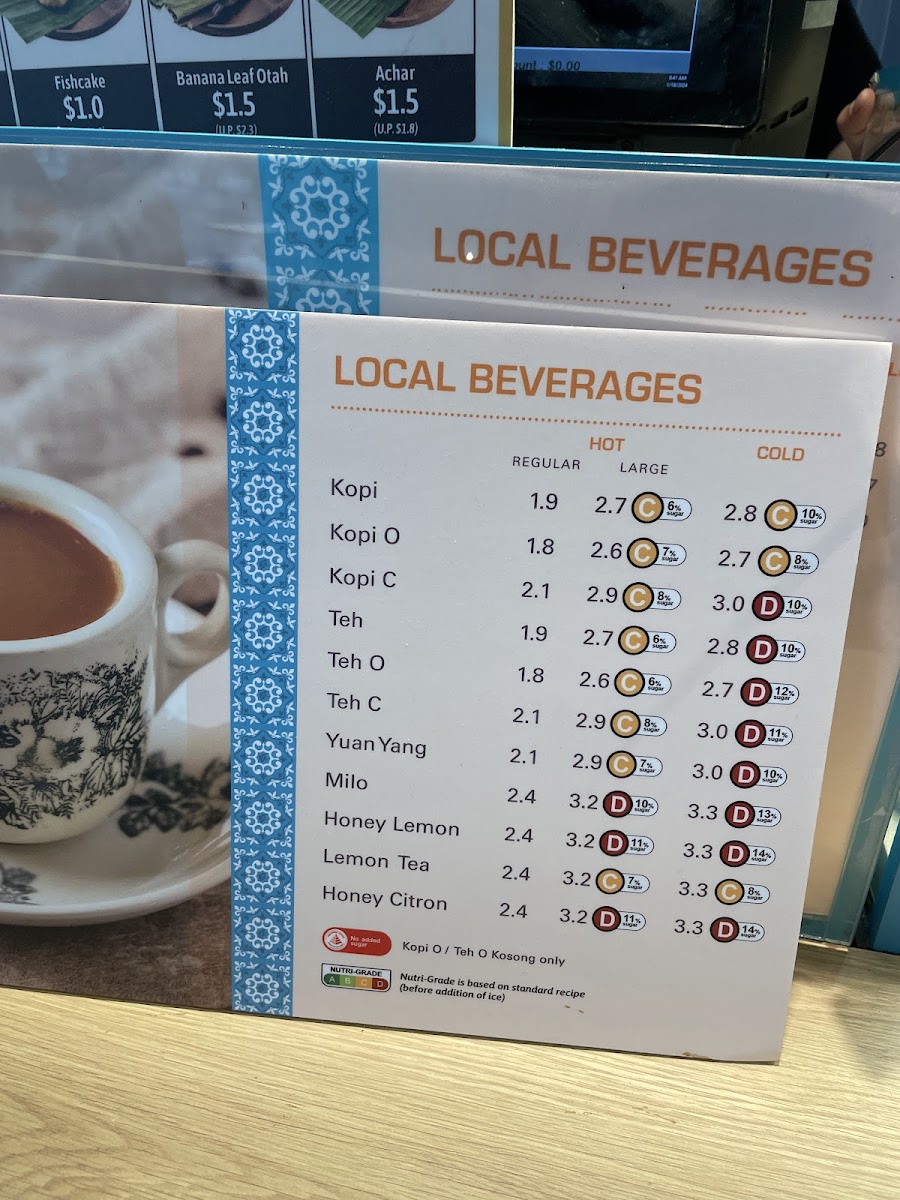 Fishcake
$1.0
Banana Leaf Otah
$1.5
(U.P. $2.3)
Achar
$1.5
(U.P. $1.8)
: $0.00
LOCAL BEVERAGES
LOCAL BEVERAGES
HOT COLD
REGULAR LARGE
Kopi 1.9 2.7 C 6% sugar 2.8 C 10% sugar
Kopi O 1.8 2.6 C 7% sugar 2.7 C 8% sugar
Kopi C 2.1 2.9 C 8% sugar 3.0 D 10% sugar
Teh 1.9 2.7 C 6% sugar 2.8 D 10% sugar
Teh O 1.8 2.6 C 6% sugar 2.7 D 12% sugar
Teh C 2.1 2.9 C 8% sugar 3.0 D 11% sugar
YuanYang 2.1 2.9 C 7% sugar 3.0 D 10% sugar
Milo 2.4 3.2 D 10% sugar 3.3 D 13% sugar
Honey Lemon 2.4 3.2 D 11% sugar 3.3 D 14% sugar
Lemon Tea 2.4 3.2 C 7% sugar 3.3 C 8% sugar
Honey Citron 2.4 3.2 D 11% sugar 3.3 D 14% sugar
No added sugar Kopi O / Teh O Kosong only
NUTRI-GRADE
A B C D
Nutri-Grade is based on standard recipe
(before addition of ice)